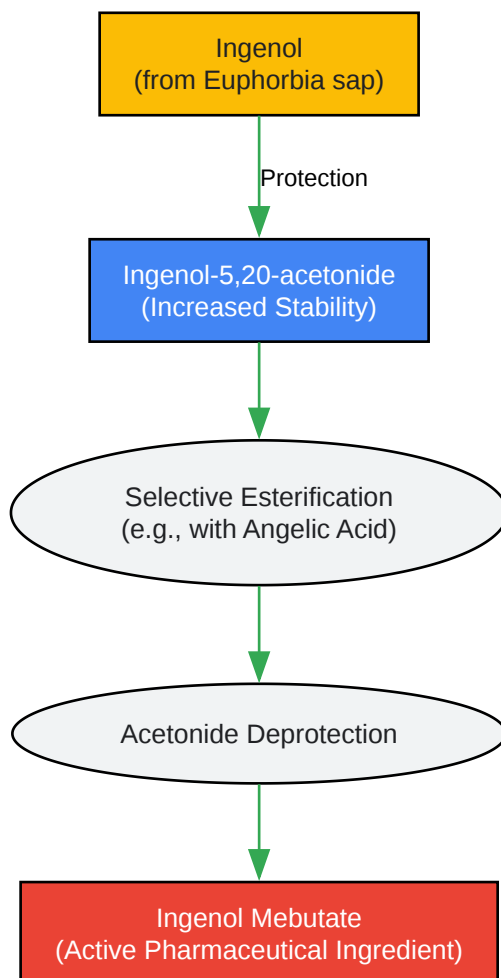 Ingenol
(from Euphorbia sap)
Protection
Ingenol-5,20-acetonide
(Increased Stability)
Selective Esterification
(e.g., with Angelic Acid)
Acetonide Deprotection
Ingenol Mebutate
(Active Pharmaceutical Ingredient)